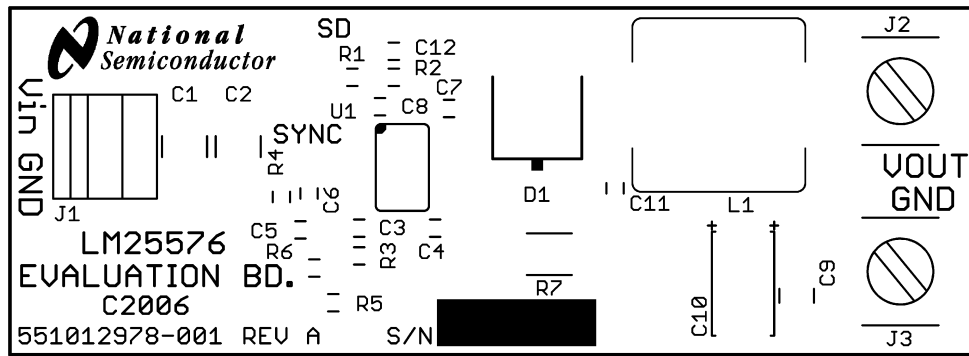 National
Semiconductor
SD
R1
C12
R2
C7
C8
U1
J2
C1
C2
Vin GND
SYNC
R4
C6
J1
D1
C11
L1
VOUT
GND
C5
R6
C3
C4
R3
LM25576
EVALUATION BD.
C2006
R5
R7
C10
C9
551012978-001 REV A
S/N
J3